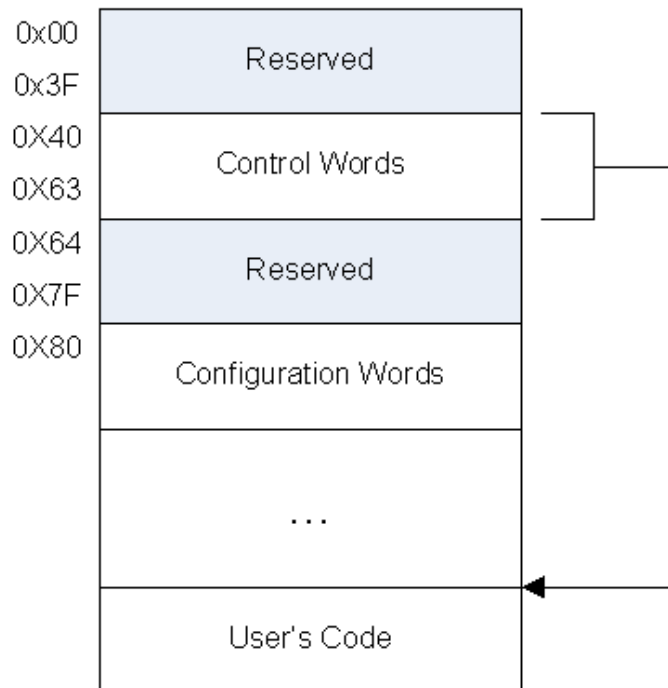 0x00
Reserved
0x3F
0X40
Control Words
0X63
0X64
Reserved
0X7F
0X80
Configuration Words
...
User's Code